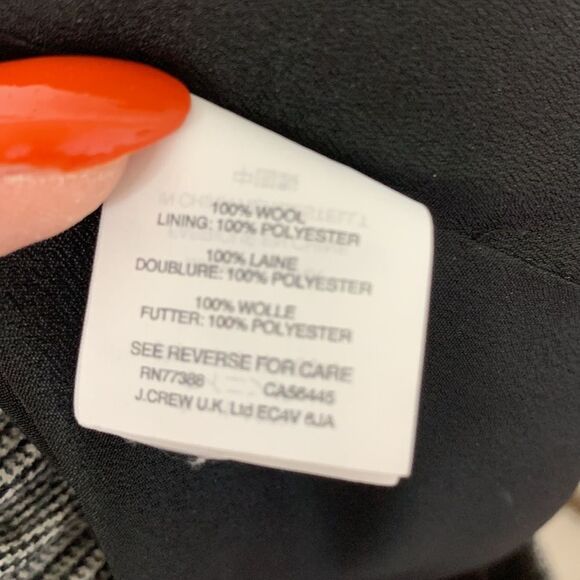 100% WOOL
LINING: 100% POLYESTER
100% LAINE
DOUBLURE: 100% POLYESTER
100% WOLLE
FUTTER: 100% POLYESTER
SEE REVERSE FOR CARE
RN77388 CA56445
J.CREW U.K. Ltd EC4V 6JA